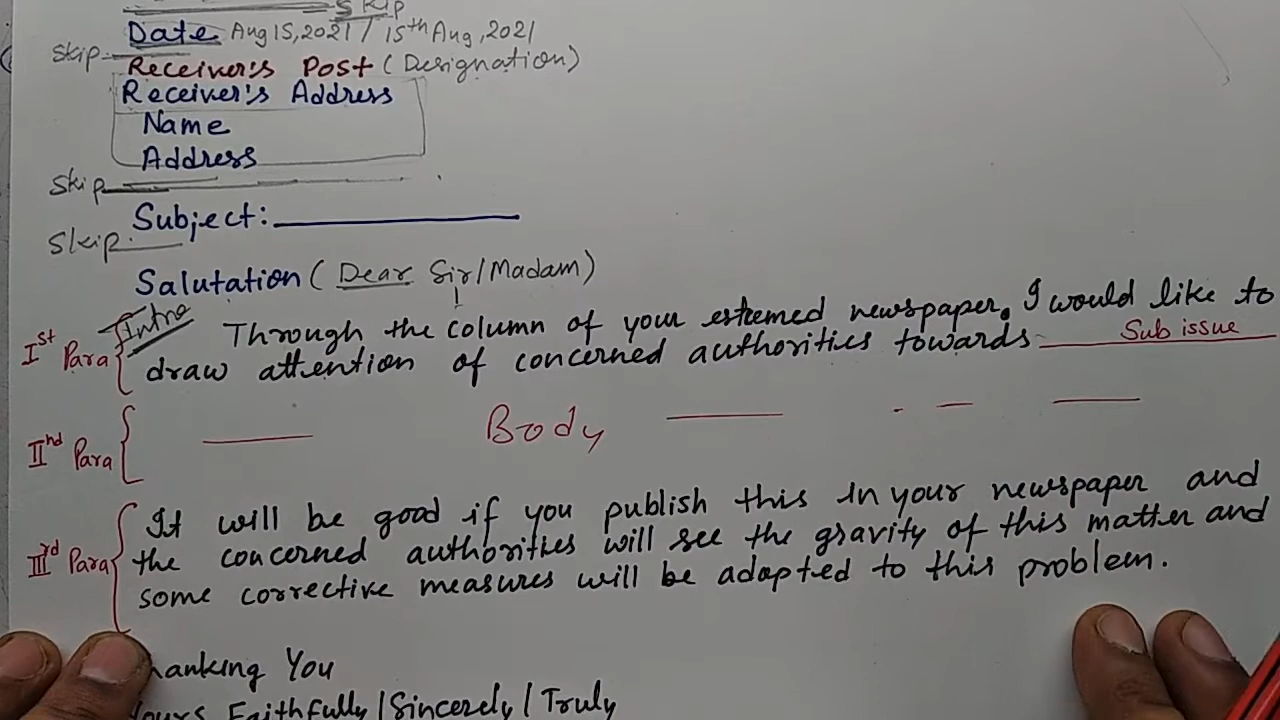 Skip
Date Aug 15, 2021 / 15th Aug, 2021
Skip
Receiver's Post (Designation)
Receiver's Address
Name
Address
Skip
Subject:
Skip
Salutation (Dear Sir/Madam)
Ist Para Intro Through the column of your esteemed newspaper. I would like to
draw attention of concerned authorities towards Sub issue
IInd Para Body
IIIrd Para It will be good if you publish this in your newspaper and
the concerned authorities will see the gravity of this matter and
some corrective measures will be adapted to this problem.
hanking You
Yours Faithfully / Sincerely / Truly